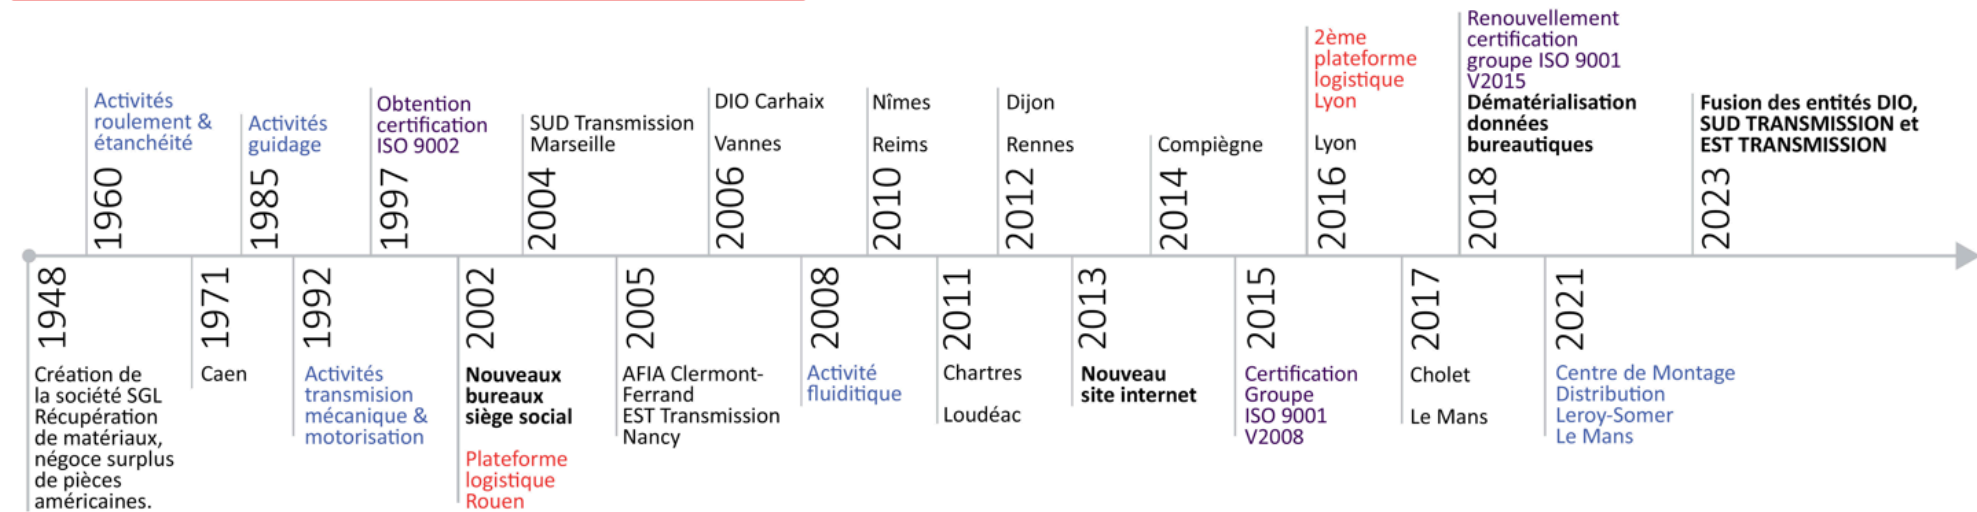 1948
Création de
la société SGL
Récupération
de matériaux,
négoce surplus
de pièces
américaines.
Activités
roulement &
étanchéité
1960
1971
Caen
Activités
guidage
1985
1992
Activités
transmision
mécanique &
motorisation
Obtention
certification
ISO 9002
1997
2002
Nouveaux
bureaux
siège social
Plateforme
logistique
Rouen
SUD Transmission
Marseille
2004
2005
AFIA Clermont-
Ferrand
EST Transmission
Nancy
DIO Carhaix
Vannes
2006
2008
Activité
fluiditique
Nîmes
Reims
2010
2011
Chartres
Loudéac
Dijon
Rennes
2012
2013
Nouveau
site internet
Compiègne
2014
2015
Certification
Groupe
ISO 9001
V2008
2ème
plateforme
logistique
Lyon
Lyon
2016
2017
Cholet
Le Mans
Renouvellement
certification
groupe ISO 9001
V2015
Dématérialisation
données
bureautiques
2018
2021
Centre de Montage
Distribution
Leroy-Somer
Le Mans
Fusion des entités DIO,
SUD TRANSMISSION et
EST TRANSMISSION
2023